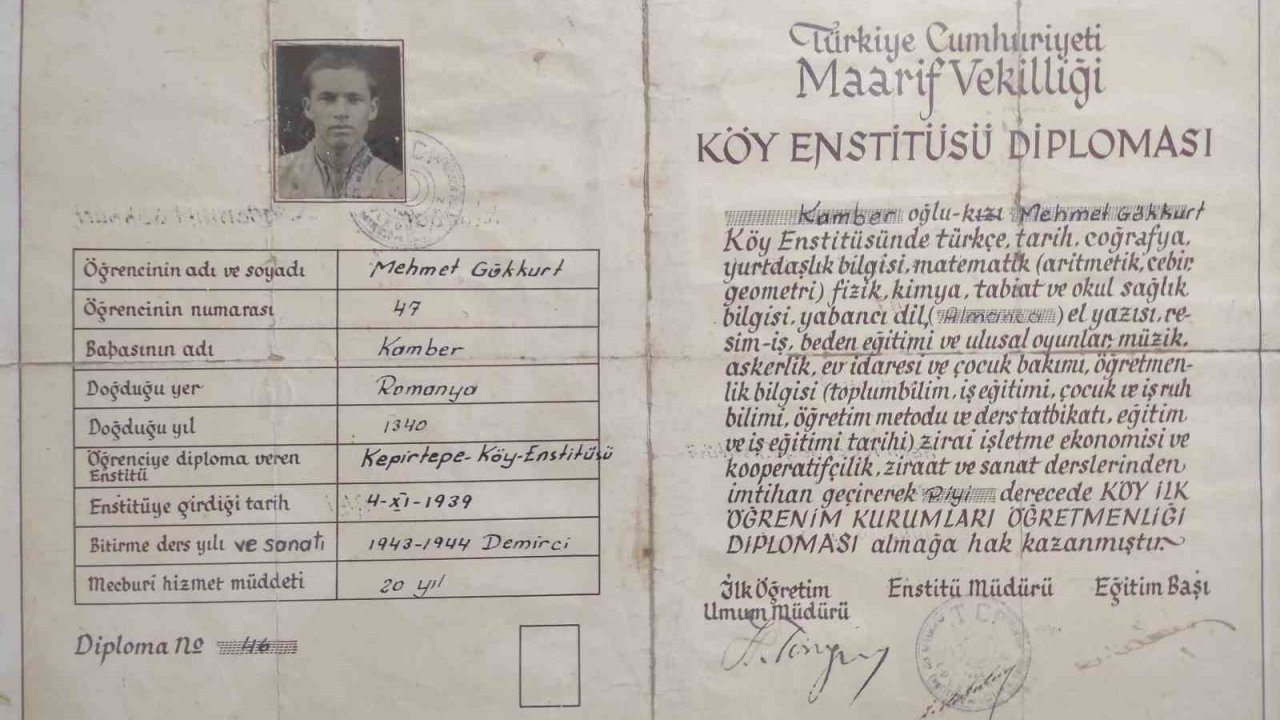 Öğrencinin adı ve soyadı Mehmet Gökkurt
Öğrencinin numarası 47
Babasının adı Kamber
Doğduğu yer Romanya
Doğduğu yıl 1340
Öğrenciye diploma veren Enstitü Kepirtepe-Köy-Enstitüsü
Enstitüye girdiği tarih 4-XI-1939
Bitirme ders yılı ve sanatı 1943-1944 Demirci
Mecburî hizmet müddeti 20 yıl
Diploma No 46
Türkiye Cumhuriyeti
Maarif Vekilliği
KÖY ENSTİTÜSÜ DİPLOMASI
Kamber oğlu-kızı Mehmet Gökkurt
Köy Enstitüsünde türkçe, tarih, coğrafya,
yurtdaşlık bilgisi, matematik (aritmetik, cebir,
geometri) fizik, kimya, tabiat ve okul sağlık
bilgisi, yabancı dil, (Almanca) el yazısı, re-
sim-iş, beden eğitimi ve ulusal oyunlar, müzik,
askerlik, ev idaresi ve çocuk bakımı, öğretmen-
lik bilgisi (toplumbilim, iş eğitimi, çocuk ve iş ruh
bilimi, öğretim metodu ve ders tatbikatı, eğitim
ve iş eğitimi tarihi) ziraî işletme ekonomisi ve
kooperatifçilik, ziraat ve sanat derslerinden
imtihan geçirerek derecede KÖY İLK
ÖĞRENİM KURUMLARI ÖĞRETMENLİĞİ
DİPLOMASI almağa hak kazanmıştır.
İlk Öğretim
Umum Müdürü
Enstitü Müdürü
Eğitim Başı
T.C.